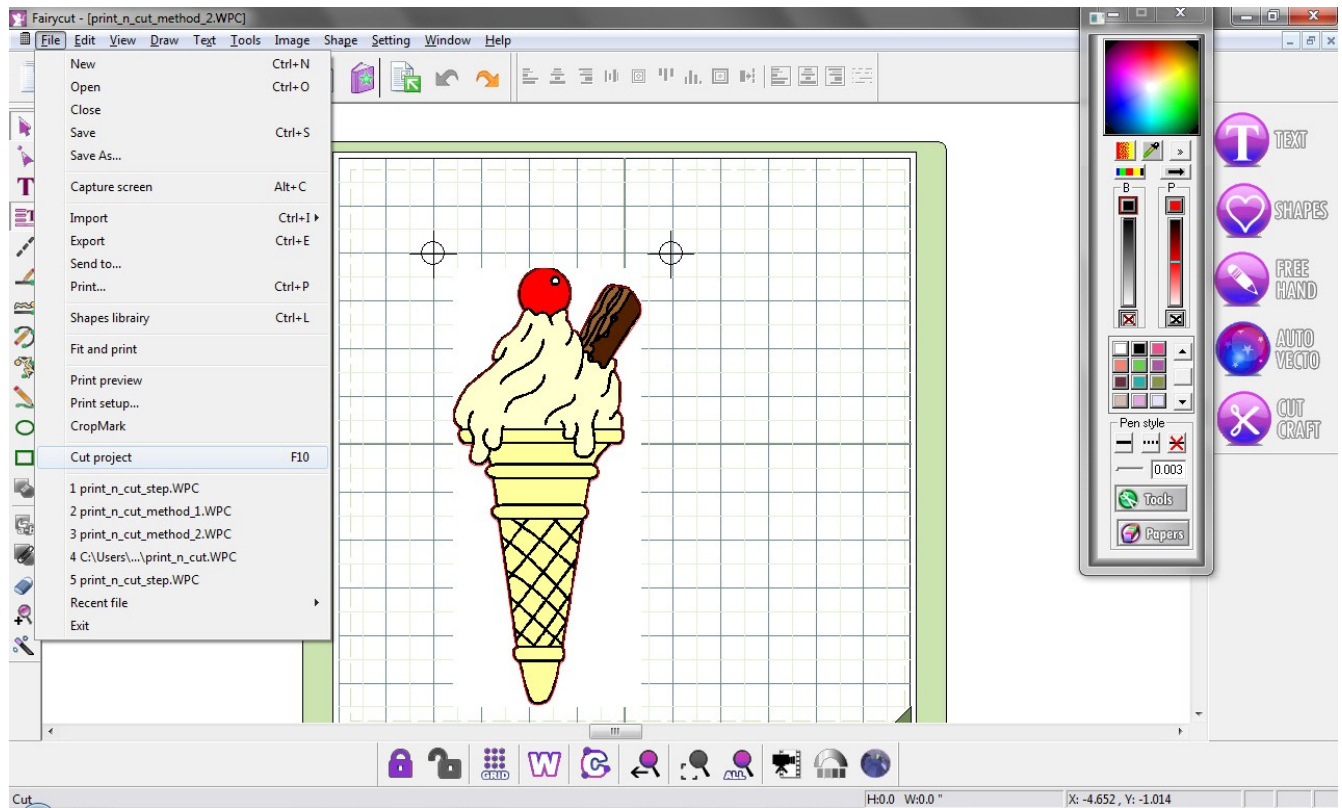 Fairycut - [print_n_cut_method_2.WPC]
File Edit View Draw Text Tools Image Shape Setting Window Help
New Ctrl+N
Open Ctrl+O
Close
Save Ctrl+S
Save As...
Capture screen Alt+C
Import Ctrl+I
Export Ctrl+E
Send to...
Print... Ctrl+P
Shapes librairy Ctrl+L
Fit and print
Print preview
Print setup...
CropMark
Cut project F10
1 print_n_cut_step.WPC
2 print_n_cut_method_1.WPC
3 print_n_cut_method_2.WPC
4 C:\Users\...\print_n_cut.WPC
5 print_n_cut_step.WPC
Recent file
Exit
B P
Pen style
0.003
Tools
Papers
TEXT
SHAPES
FREE
HAND
AUTO
VECTO
CUT
CRAFT
GRID
W
C
ALL
Cut
H:0.0 W:0.0 "
X: -4.652 , Y: -1.014